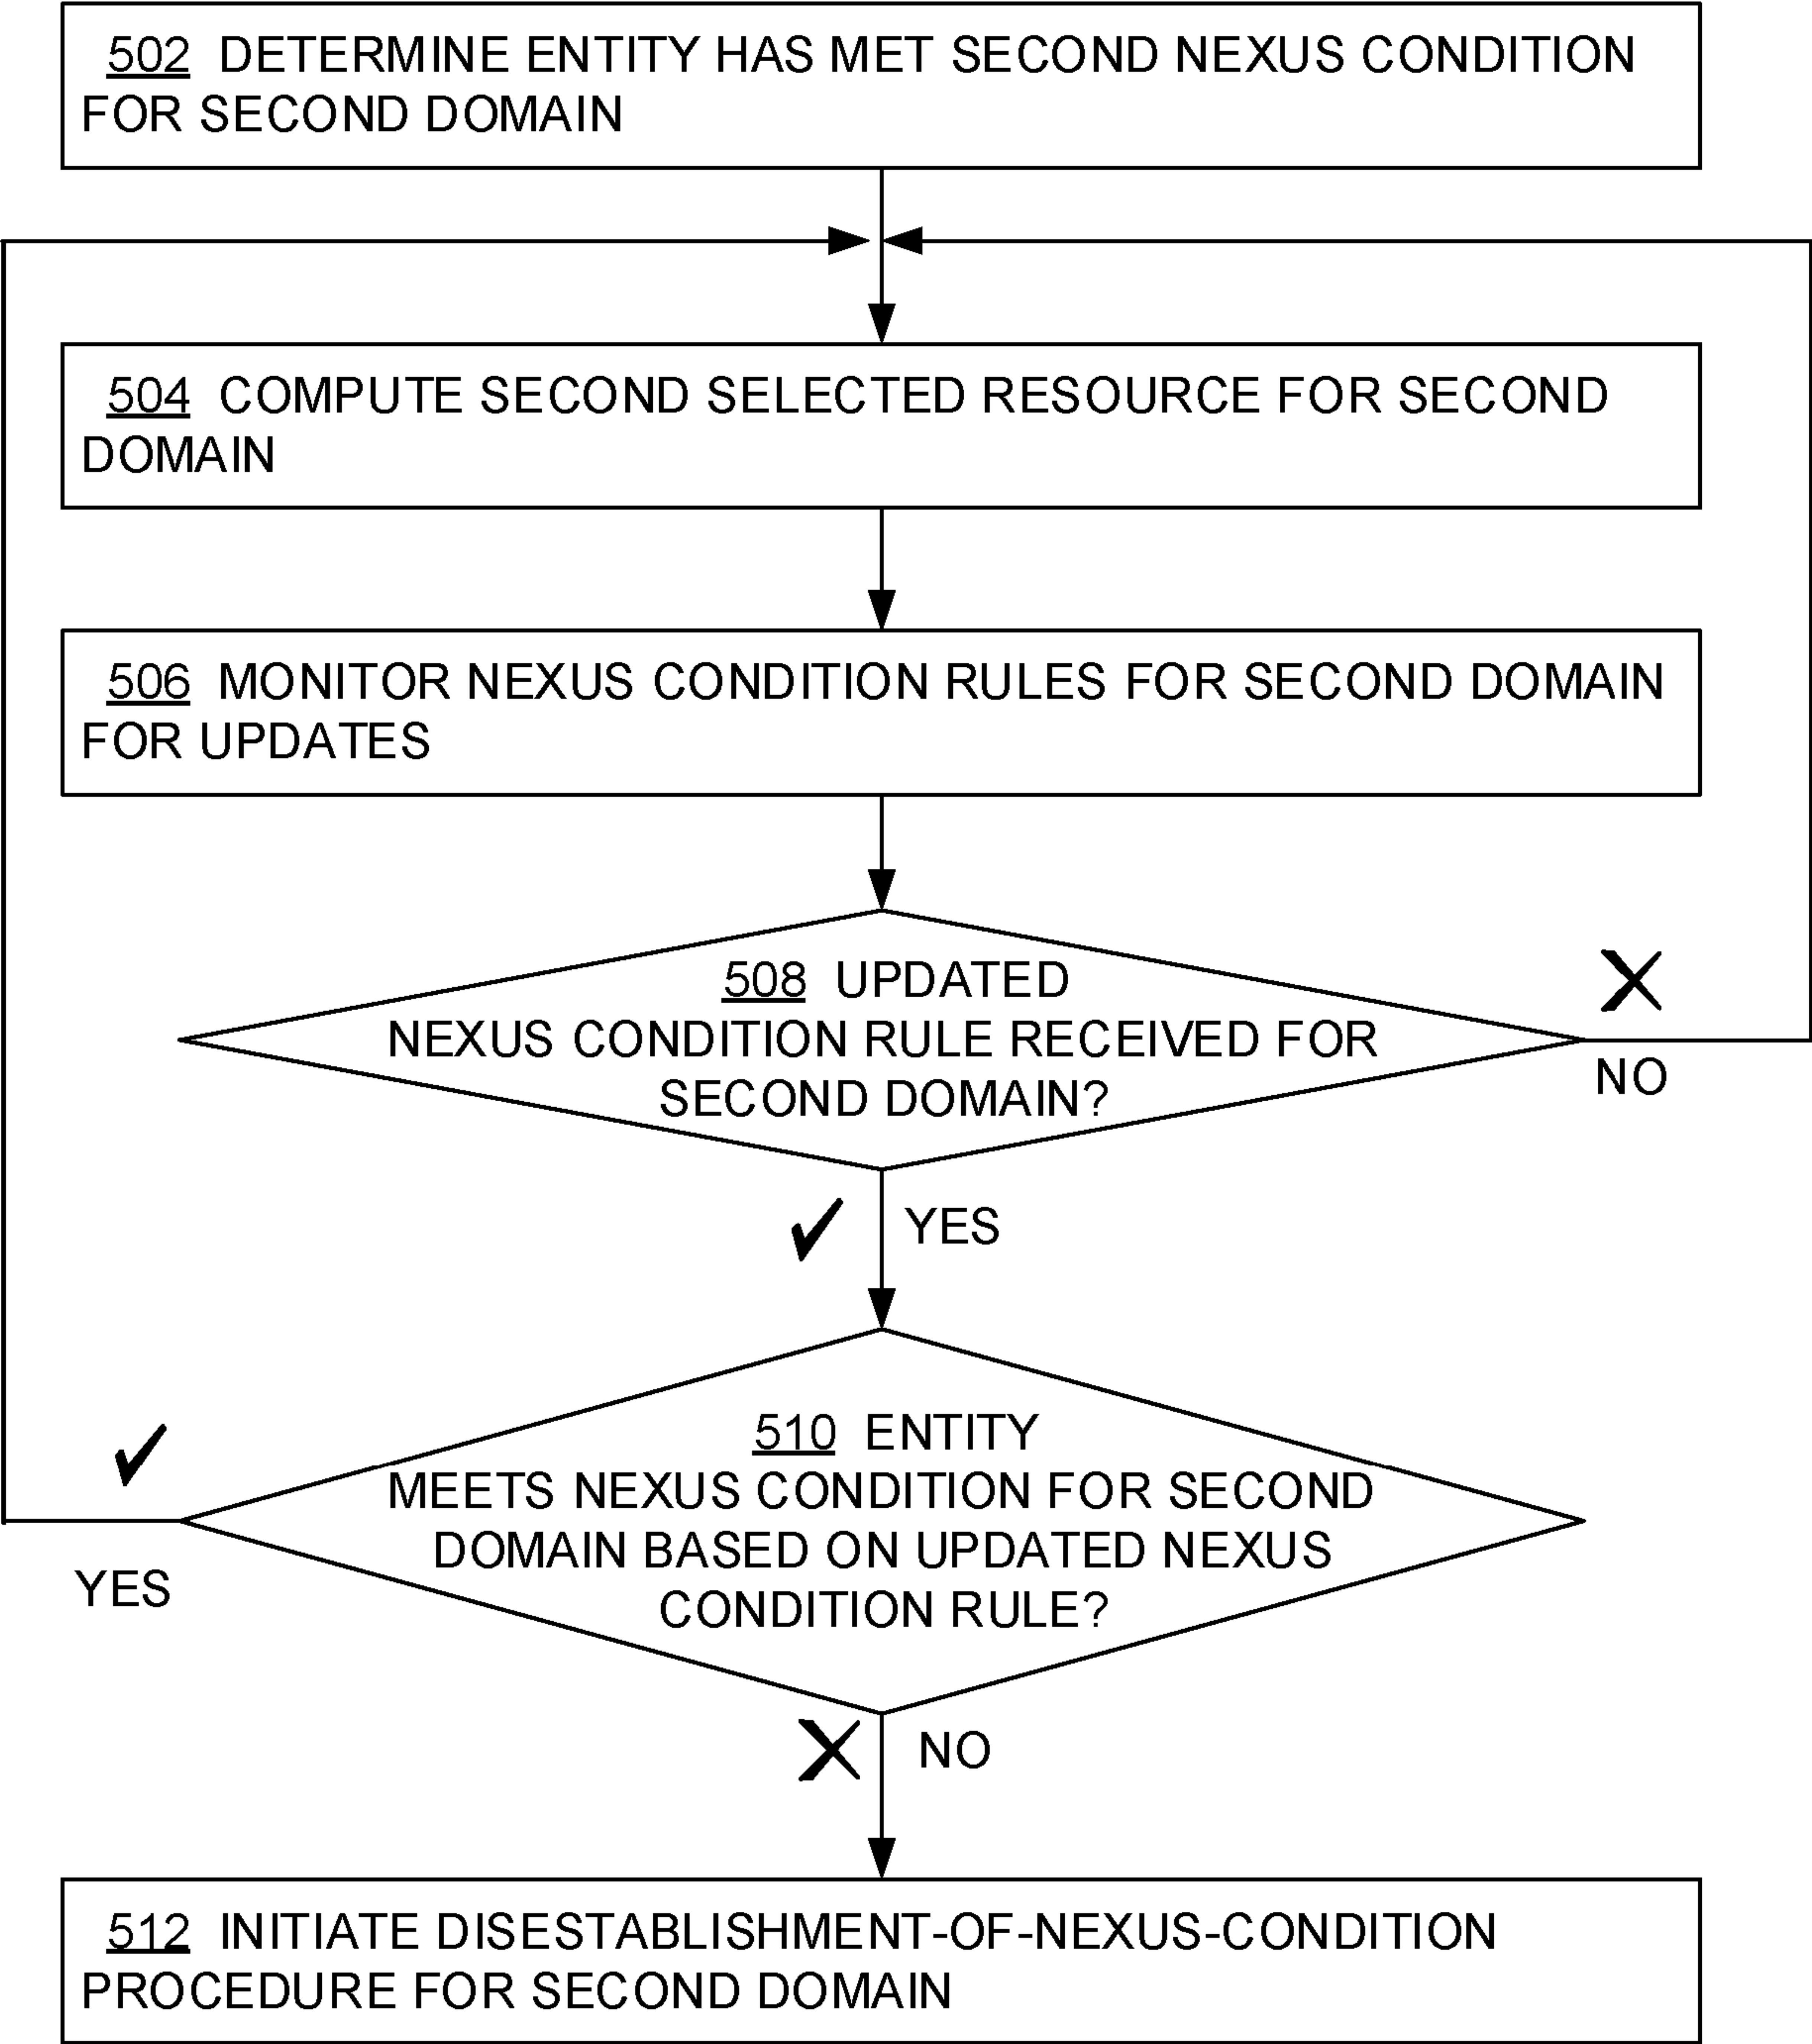 502 DETERMINE ENTITY HAS MET SECOND NEXUS CONDITION
FOR SECOND DOMAIN
504 COMPUTE SECOND SELECTED RESOURCE FOR SECOND
DOMAIN
506 MONITOR NEXUS CONDITION RULES FOR SECOND DOMAIN
FOR UPDATES
508 UPDATED
NEXUS CONDITION RULE RECEIVED FOR
SECOND DOMAIN?
NO
YES
510 ENTITY
MEETS NEXUS CONDITION FOR SECOND
DOMAIN BASED ON UPDATED NEXUS
CONDITION RULE?
YES
NO
512 INITIATE DISESTABLISHMENT-OF-NEXUS-CONDITION
PROCEDURE FOR SECOND DOMAIN